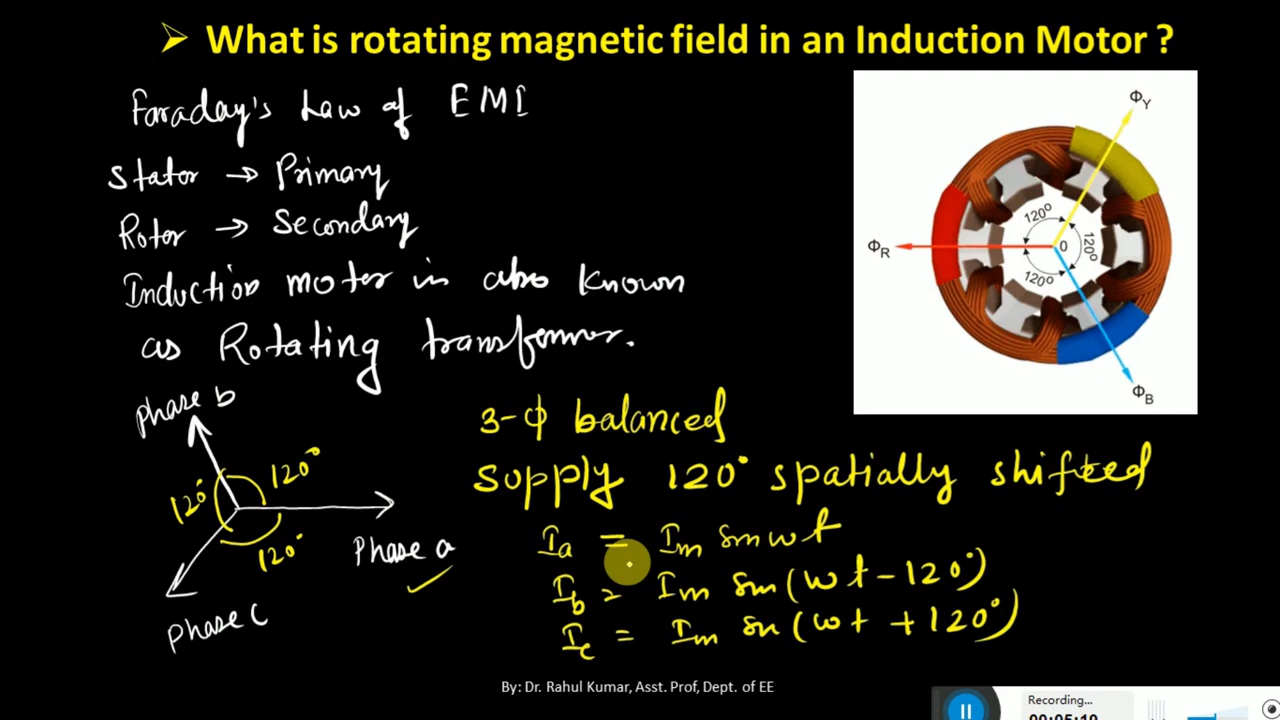 ➢ What is rotating magnetic field in an Induction Motor ?
Faraday's Law of EMI
Stator → Primary
Rotor → Secondary
Induction motor is also known
as Rotating transformer.
ΦY
ΦR
ΦB
120°
120°
120°
0
Phase b
120°
120°
120°
Phase a
Phase c
3-Φ balanced
supply 120° spatially shifted
Ia = Im sin wt
Ib = Im sin (wt - 120°)
Ic = Im sin (wt + 120°)
By: Dr. Rahul Kumar, Asst. Prof, Dept. of EE
Recording...